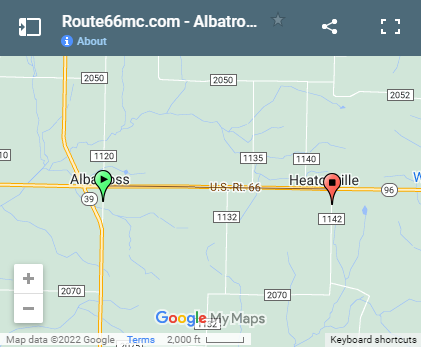 Route66mc.com - Albatro...
About
2050
2050
2052
10
1120
1135
1140
Albatross
Heatonville
W
U.S. Rt. 66
39
96
1132
1142
2070
2070
Google My Maps
1132
Map data ©2022 Google Terms 2,000 ft Keyboard shortcuts